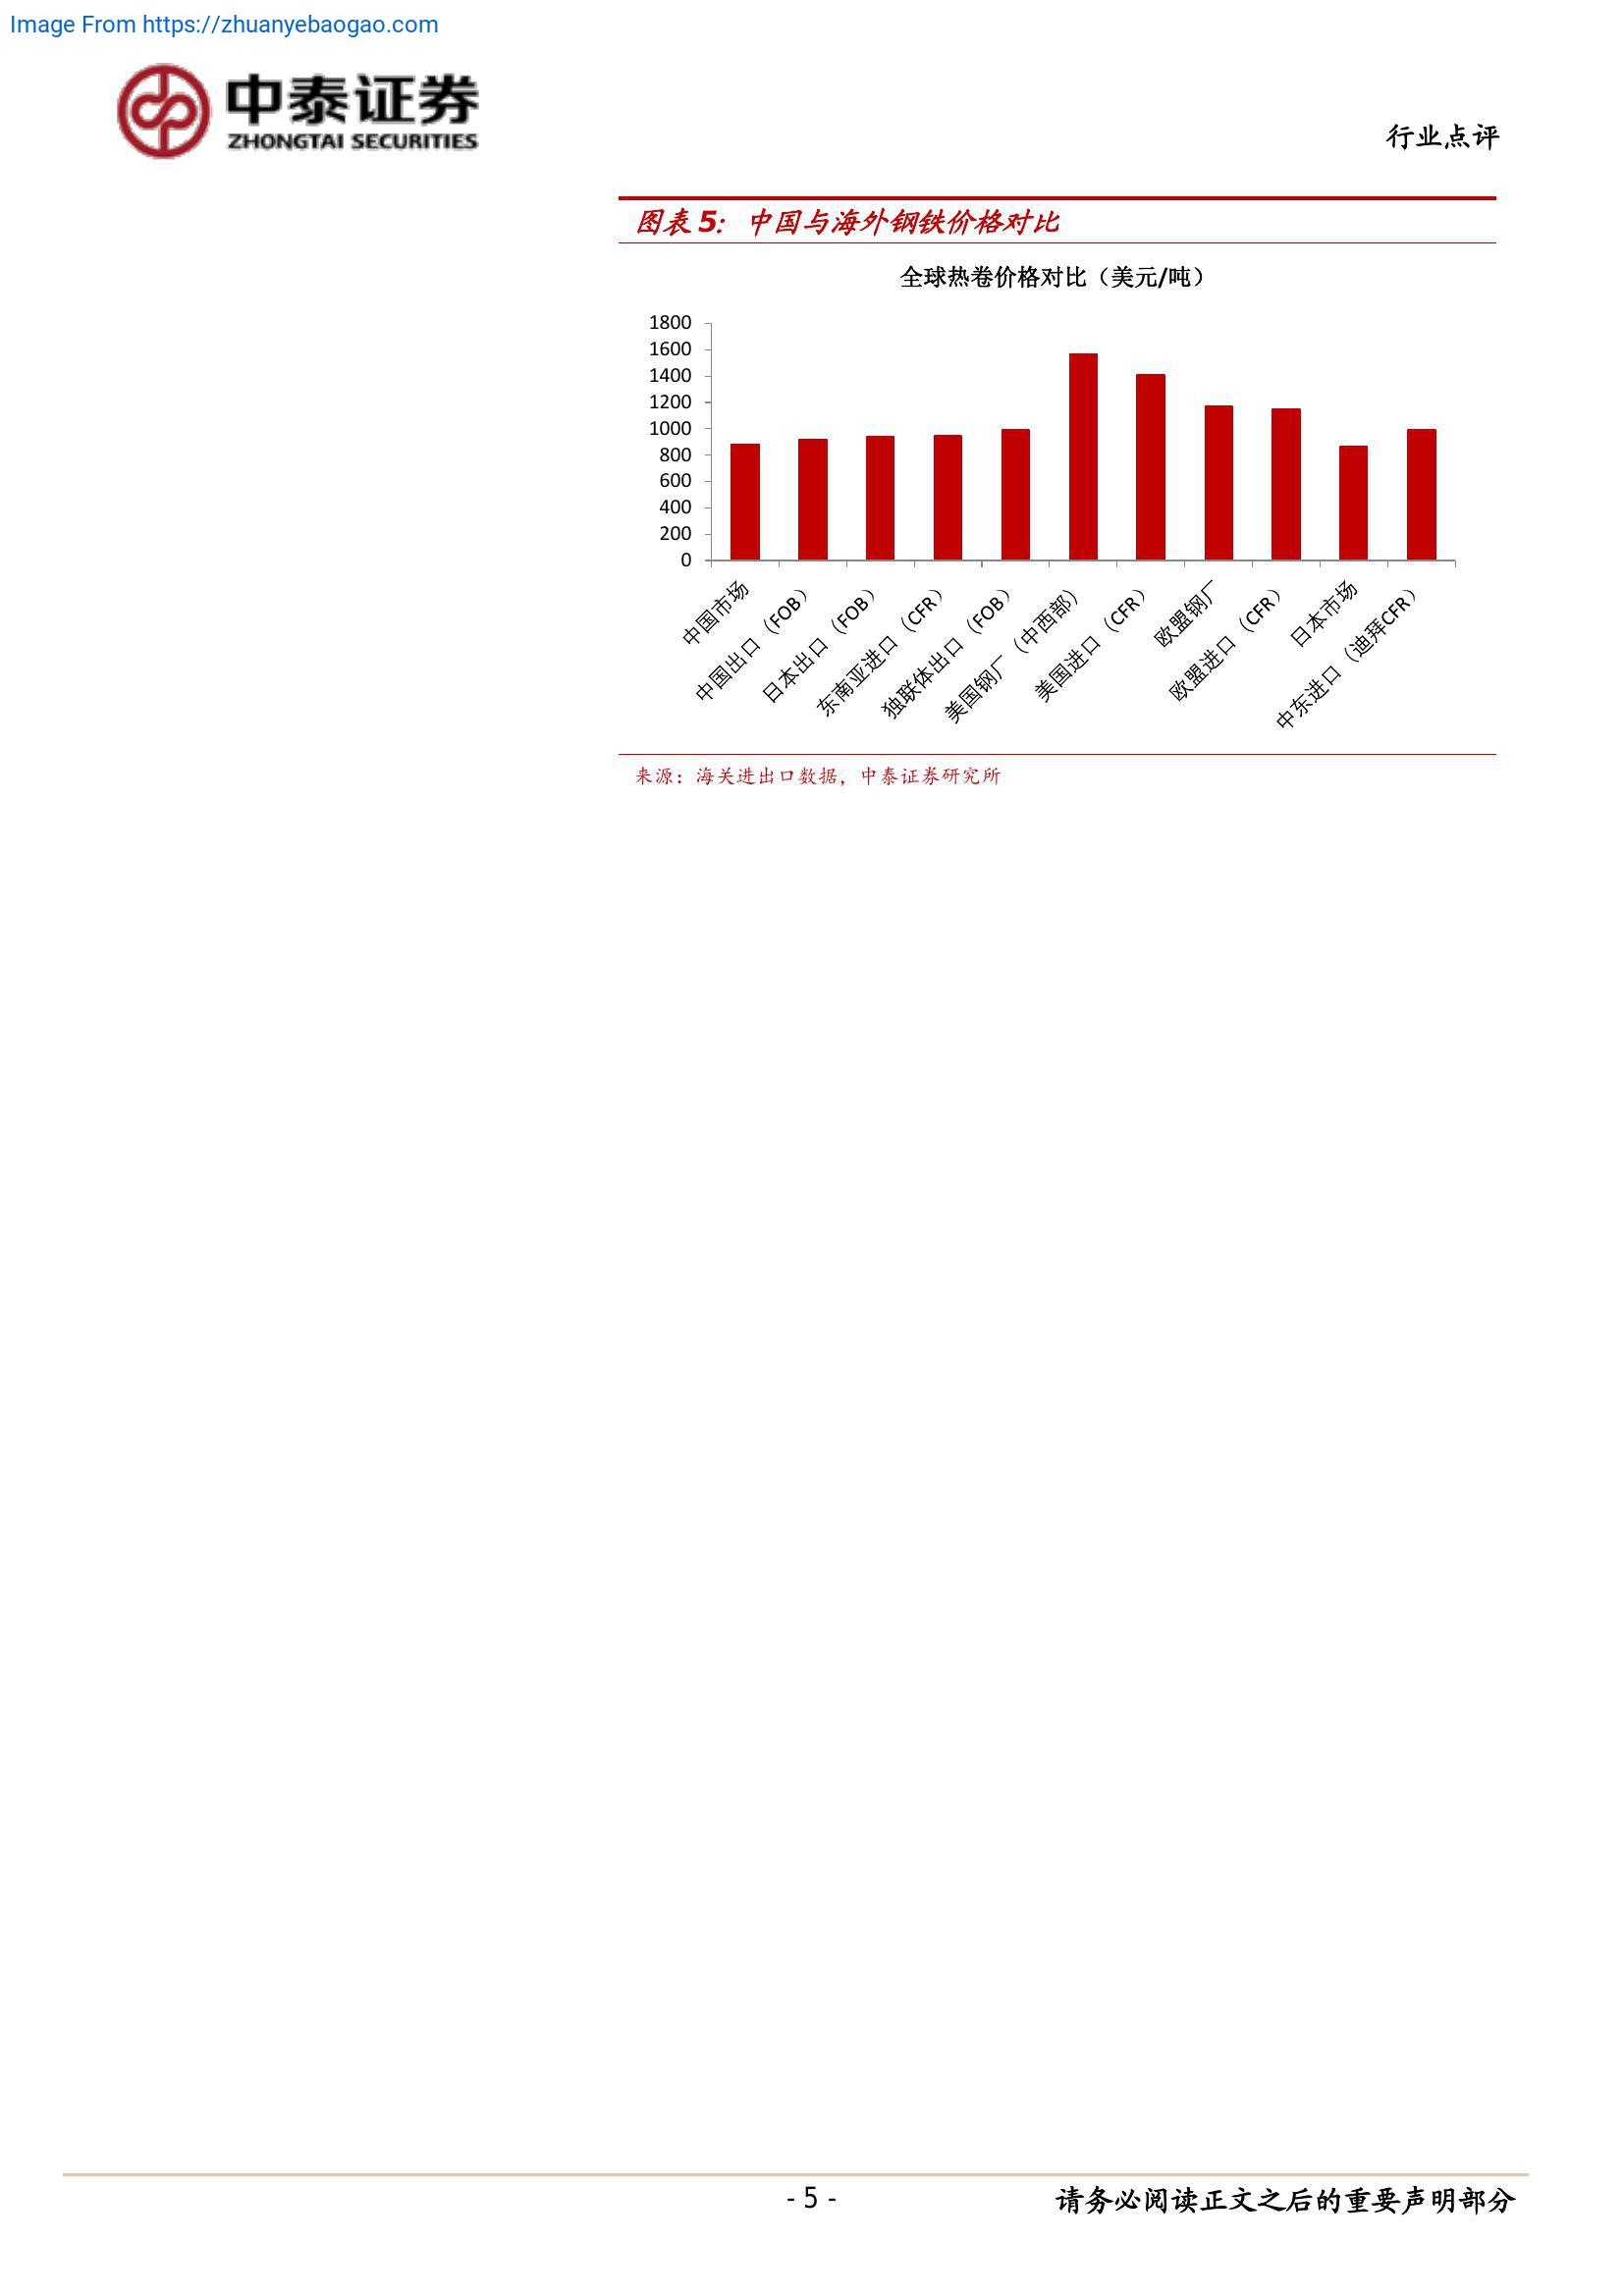 Image From https://zhuanyebaogao.com
中泰证券
ZHONGTAI SECURITIES
行业点评
图表 5：中国与海外钢铁价格对比
全球热卷价格对比（美元/吨）
1800
1600
1400
1200
1000
800
600
400
200
0
中国市场
中国出口（FOB）
日本出口（FOB）
东南亚进口（CFR）
独联体出口（FOB）
美国钢厂（中西部）
美国进口（CFR）
欧盟钢厂
欧盟进口（CFR）
日本市场
中东进口（迪拜CFR）
来源：海关进出口数据，中泰证券研究所
- 5 -
请务必阅读正文之后的重要声明部分